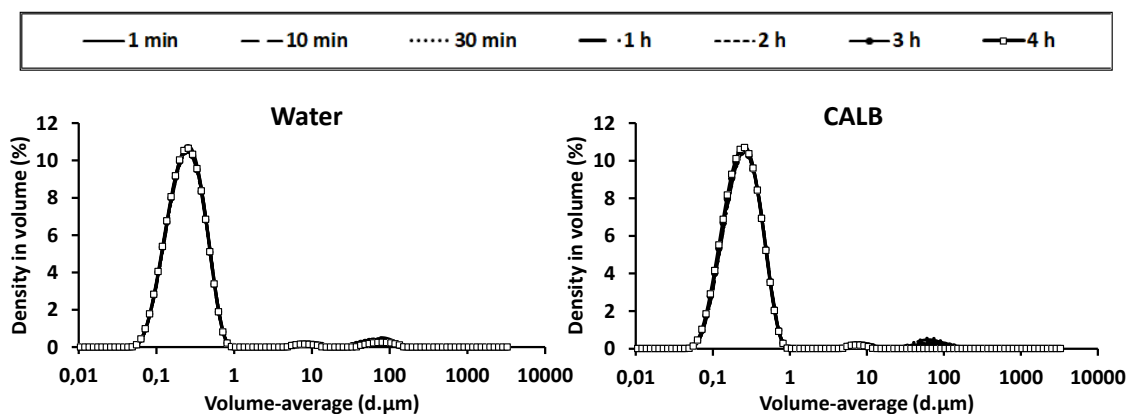 1 min 10 min 30 min 1 h 2 h 3 h 4 h
Water
Density in volume (%)
12
10
8
6
4
2
0
0,01 0,1 1 10 100 1000 10000
Volume-average (d.µm)
CALB
Density in volume (%)
12
10
8
6
4
2
0
0,01 0,1 1 10 100 1000 10000
Volume-average (d.µm)